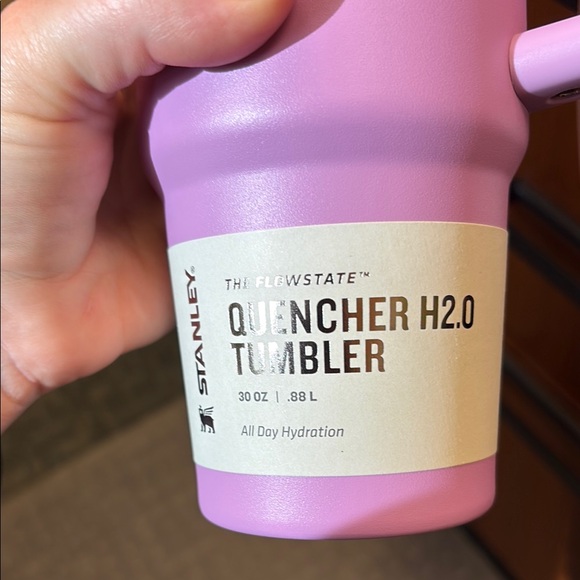 STANLEY®
THE FLOWSTATE™
QUENCHER H2.0
TUMBLER
30 OZ | .88 L
All Day Hydration